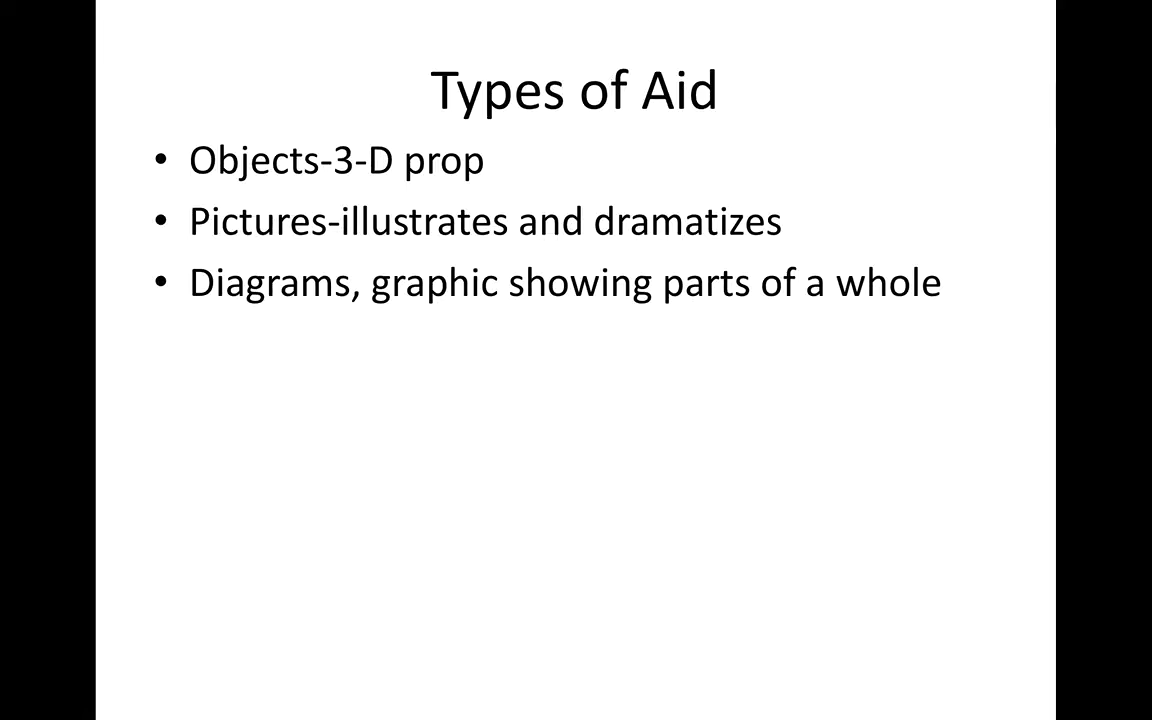 Types of Aid
• Objects-3-D prop
• Pictures-illustrates and dramatizes
• Diagrams, graphic showing parts of a whole